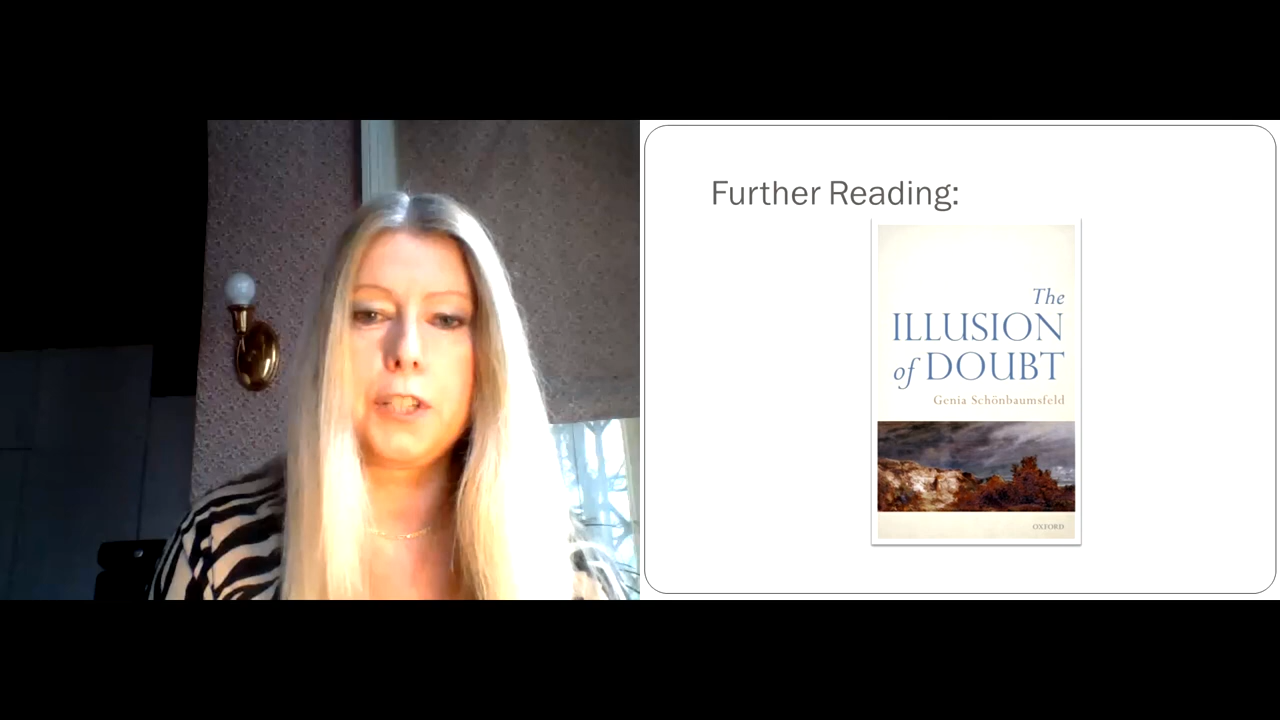 Further Reading:
The
ILLUSION
of DOUBT
Genia Schönbaumsfeld
OXFORD